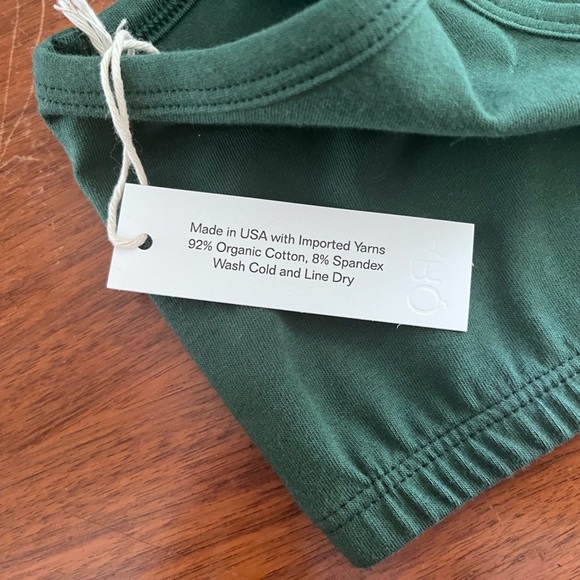 Made in USA with Imported Yarns
92% Organic Cotton, 8% Spandex
Wash Cold and Line Dry